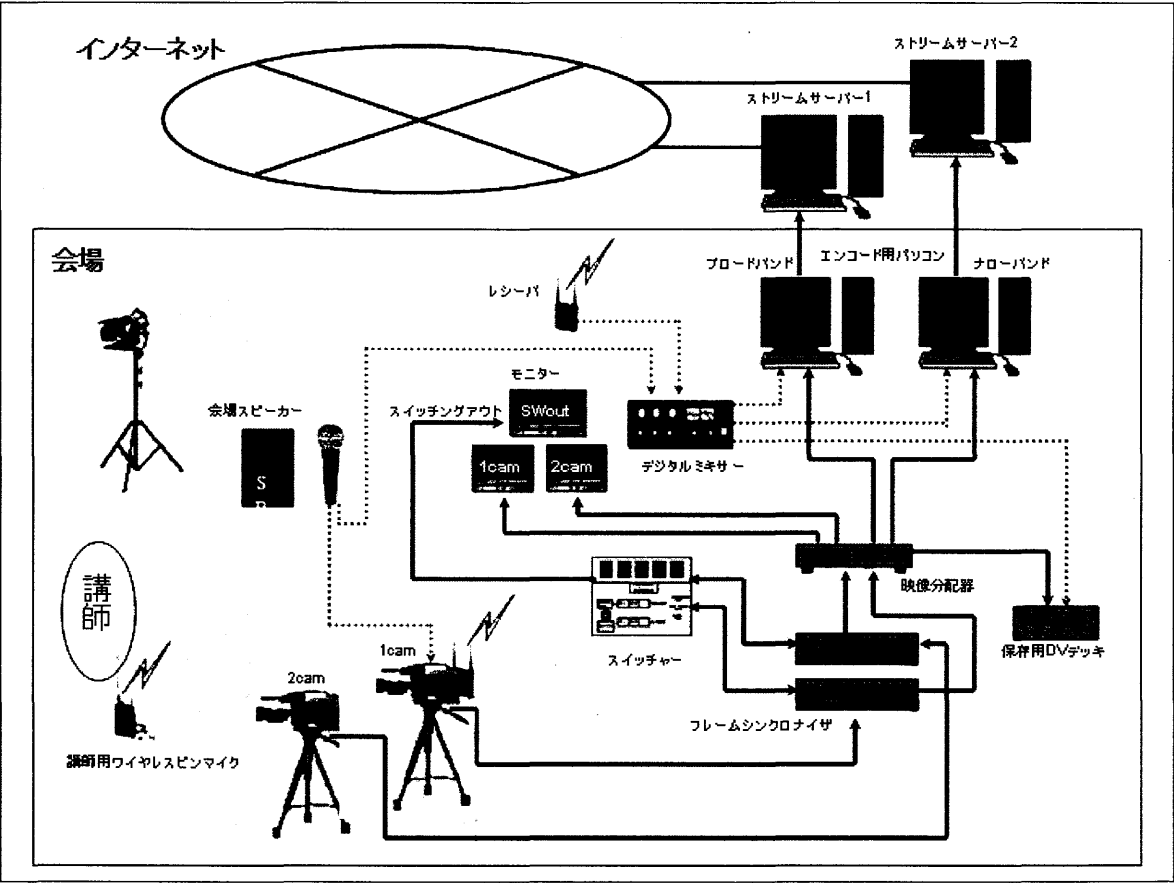 インターネット
ストリームサーバー2
ストリームサーバー1
会場
ブロードバンド
エンコード用パソコン
ナローバンド
レシーバ
モニター
会場スピーカー
スイッチングアウト
SWout
デジタルミキサー
1cam
2cam
S
講師
映像分配器
スイッチャー
保存用DVデッキ
1cam
2cam
フレームシンクロナイザ
講師用ワイヤレスピンマイク